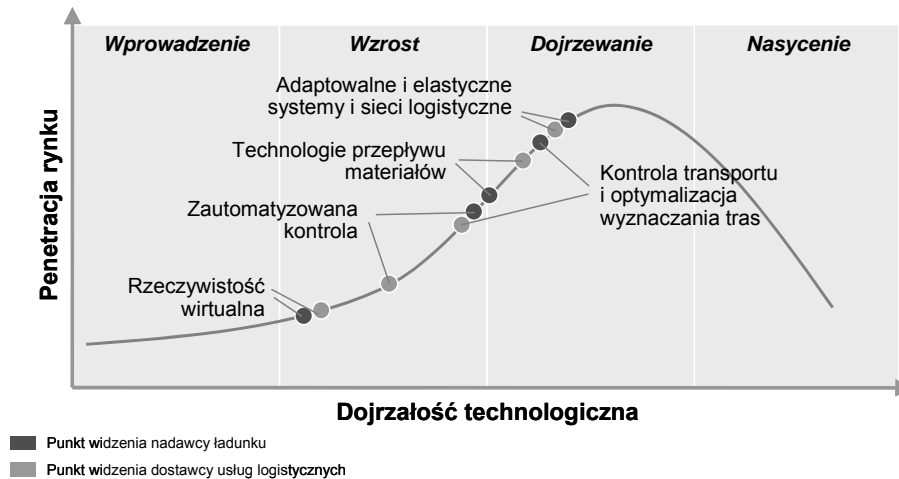 Wprowadzenie
Wzrost
Dojrzewanie
Nasycenie
Penetracja rynku
Adaptowalne i elastyczne
systemy i sieci logistyczne
Technologie przepływu
materiałów
Kontrola transportu
i optymalizacja
wyznaczania tras
Zautomatyzowana
kontrola
Rzeczywistość
wirtualna
Dojrzałość technologiczna
Punkt widzenia nadawcy ładunku
Punkt widzenia dostawcy usług logistycznych